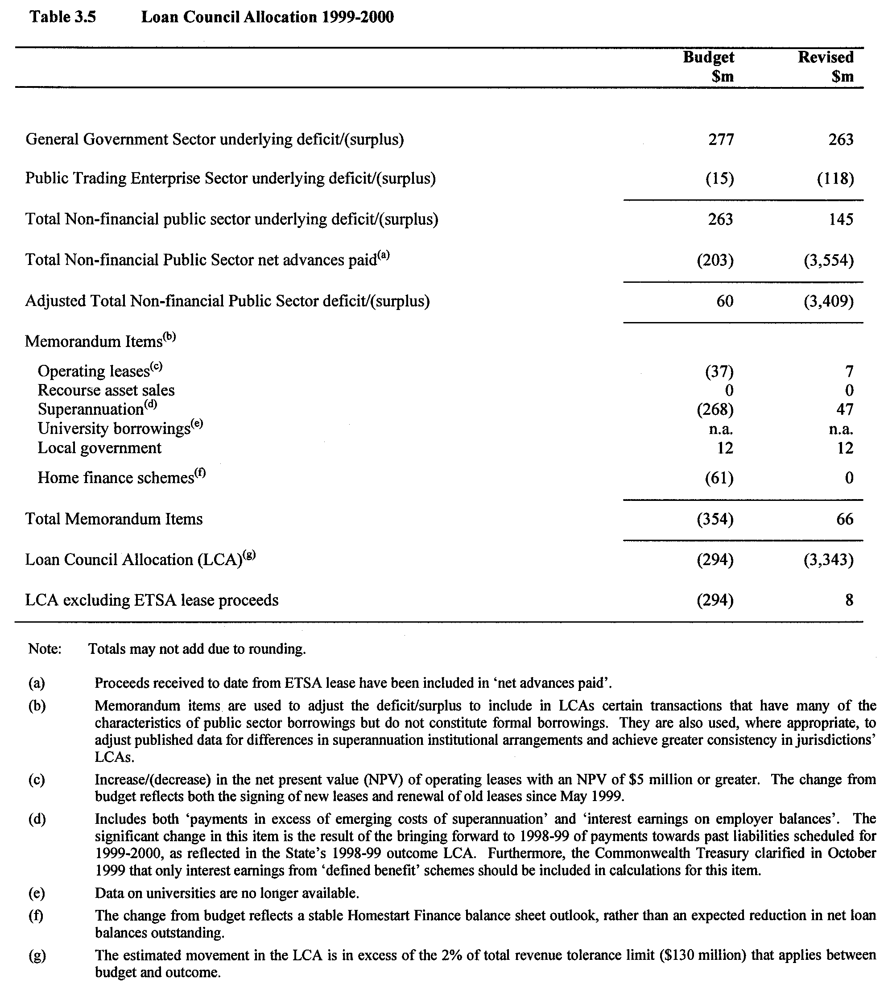 Table 3.5 Loan Council Allocation 1999-2000
Budget Revised
$m $m
General Government Sector underlying deficit/(surplus) 277 263
Public Trading Enterprise Sector underlying deficit/(surplus) (15) (118)
Total Non-financial public sector underlying deficit/(surplus) 263 145
Total Non-financial Public Sector net advances paid(a) (203) (3,554)
Adjusted Total Non-financial Public Sector deficit/(surplus) 60 (3,409)
Memorandum Items(b)
Operating leases(c) (37) 7
Recourse asset sales 0 0
Superannuation(d) (268) 47
University borrowings(e) n.a. n.a.
Local government 12 12
Home finance schemes(f) (61) 0
Total Memorandum Items (354) 66
Loan Council Allocation (LCA)(g) (294) (3,343)
LCA excluding ETSA lease proceeds (294) 8
Note: Totals may not add due to rounding.
(a) Proceeds received to date from ETSA lease have been included in ‘net advances paid’.
(b) Memorandum items are used to adjust the deficit/surplus to include in LCAs certain transactions that have many of the
characteristics of public sector borrowings but do not constitute formal borrowings. They are also used, where appropriate, to
adjust published data for differences in superannuation institutional arrangements and achieve greater consistency in jurisdictions’
LCAs.
(c) Increase/(decrease) in the net present value (NPV) of operating leases with an NPV of $5 million or greater. The change from
budget reflects both the signing of new leases and renewal of old leases since May 1999.
(d) Includes both ‘payments in excess of emerging costs of superannuation’ and ‘interest earnings on employer balances’. The
significant change in this item is the result of the bringing forward to 1998-99 of payments towards past liabilities scheduled for
1999-2000, as reflected in the State’s 1998-99 outcome LCA. Furthermore, the Commonwealth Treasury clarified in October
1999 that only interest earnings from ‘defined benefit’ schemes should be included in calculations for this item.
(e) Data on universities are no longer available.
(f) The change from budget reflects a stable Homestart Finance balance sheet outlook, rather than an expected reduction in net loan
balances outstanding.
(g) The estimated movement in the LCA is in excess of the 2% of total revenue tolerance limit ($130 million) that applies between
budget and outcome.